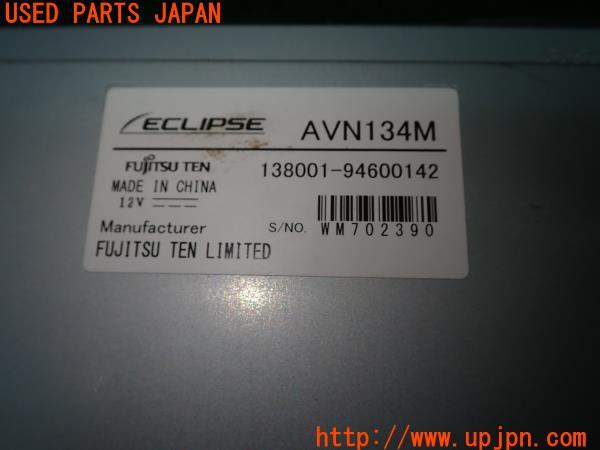 USED PARTS JAPAN
ECLIPSE AVN134M
FUJITSU TEN 138001-94600142
MADE IN CHINA
12V
Manufacturer S/NO. WM702390
FUJITSU TEN LIMITED
http://www.upjpn.com/